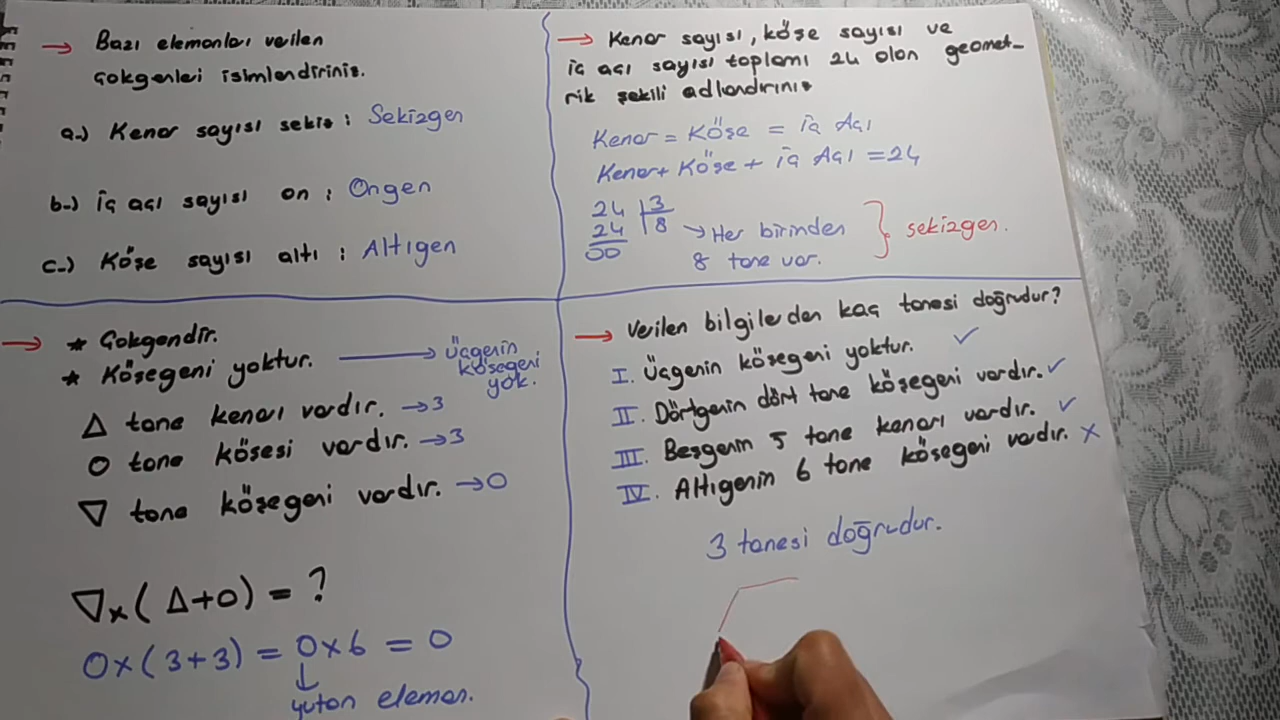 → Bazı elemanları verilen
çokgenleri isimlendiriniz.
a-) Kenar sayısı sekiz : Sekizgen
b-) İç açı sayısı on : Ongen
c-) Köşe sayısı altı : Altıgen
→ Kenar sayısı, köşe sayısı ve
iç açı sayısı toplamı 24 olan geomet-
rik şekili adlandırınız
Kenar = Köşe = İç Açı
Kenar + Köşe + İç Açı = 24
24 | 3
24 | 8 → Her birinden
00 8 tane var. } sekizgen.
→ * Çokgendir.
* Köşegeni yoktur. → Üçgenin
köşegeni
yok.
△ tane kenarı vardır. → 3
O tane köşesi vardır. → 3
▽ tane köşegeni vardır. → 0
▽ x ( △ + O ) = ?
0 x ( 3 + 3 ) = 0 x 6 = 0
↓
yutan eleman.
→ Verilen bilgilerden kaç tanesi doğrudur?
I. Üçgenin köşegeni yoktur. ✓
II. Dörtgenin dört tane köşegeni vardır. ✓
III. Beşgenin 5 tane kenarı vardır. ✓
IV. Altıgenin 6 tane köşegeni vardır. ×
3 tanesi doğrudur.